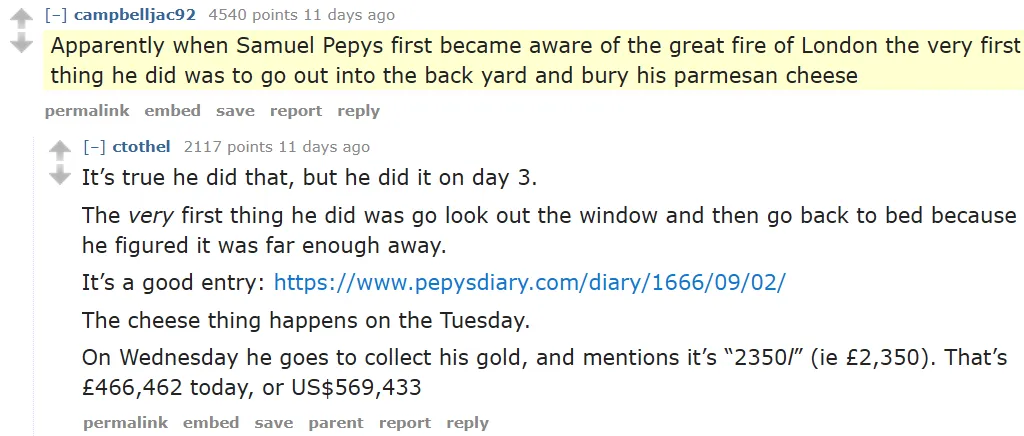 [–] campbelljac92 4540 points 11 days ago
Apparently when Samuel Pepys first became aware of the great fire of London the very first
thing he did was to go out into the back yard and bury his parmesan cheese
permalink embed save report reply
[–] ctothel 2117 points 11 days ago
It’s true he did that, but he did it on day 3.
The very first thing he did was go look out the window and then go back to bed because
he figured it was far enough away.
It’s a good entry: https://www.pepysdiary.com/diary/1666/09/02/
The cheese thing happens on the Tuesday.
On Wednesday he goes to collect his gold, and mentions it’s “2350l” (ie £2,350). That’s
£466,462 today, or US$569,433
permalink embed save parent report reply